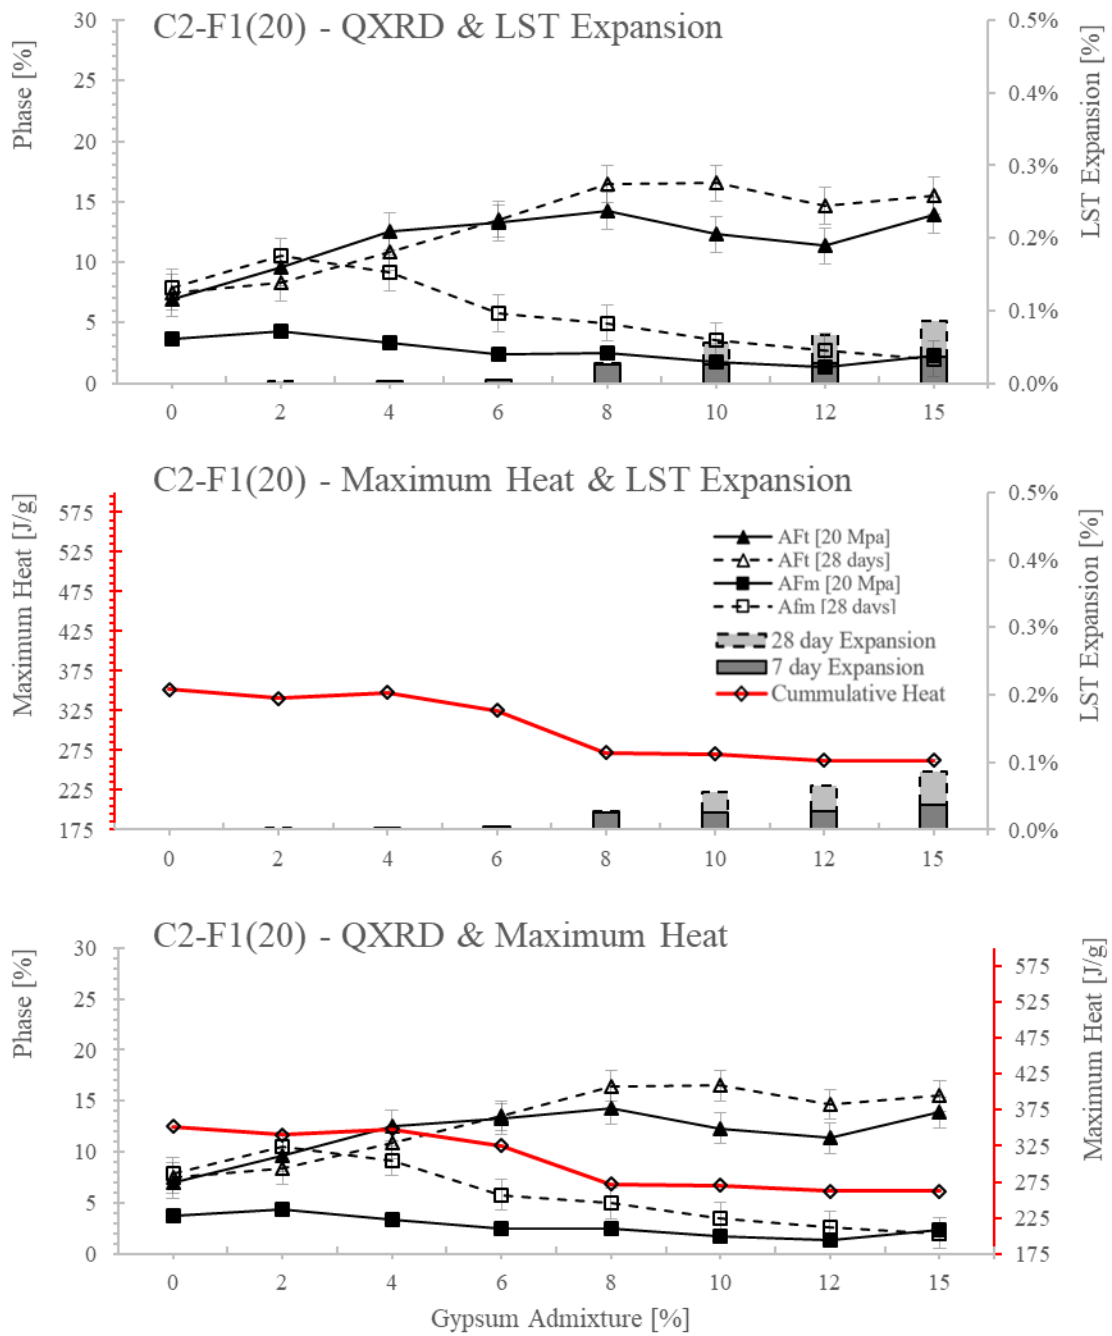 C2-F1(20) - QXRD & LST Expansion
Phase [%]
30
25
20
15
10
5
0
0.5%
0.4%
0.3%
0.2%
0.1%
0.0%
LST Expansion [%]
0 2 4 6 8 10 12 15
C2-F1(20) - Maximum Heat & LST Expansion
Maximum Heat [J/g]
575
525
475
425
375
325
275
225
175
AFt [20 Mpa]
AFt [28 days]
AFm [20 Mpa]
Afm [28 days]
28 day Expansion
7 day Expansion
Cummulative Heat
0.5%
0.4%
0.3%
0.2%
0.1%
0.0%
LST Expansion [%]
0 2 4 6 8 10 12 15
C2-F1(20) - QXRD & Maximum Heat
Phase [%]
30
25
20
15
10
5
0
575
525
475
425
375
325
275
225
175
Maximum Heat [J/g]
0 2 4 6 8 10 12 15
Gypsum Admixture [%]